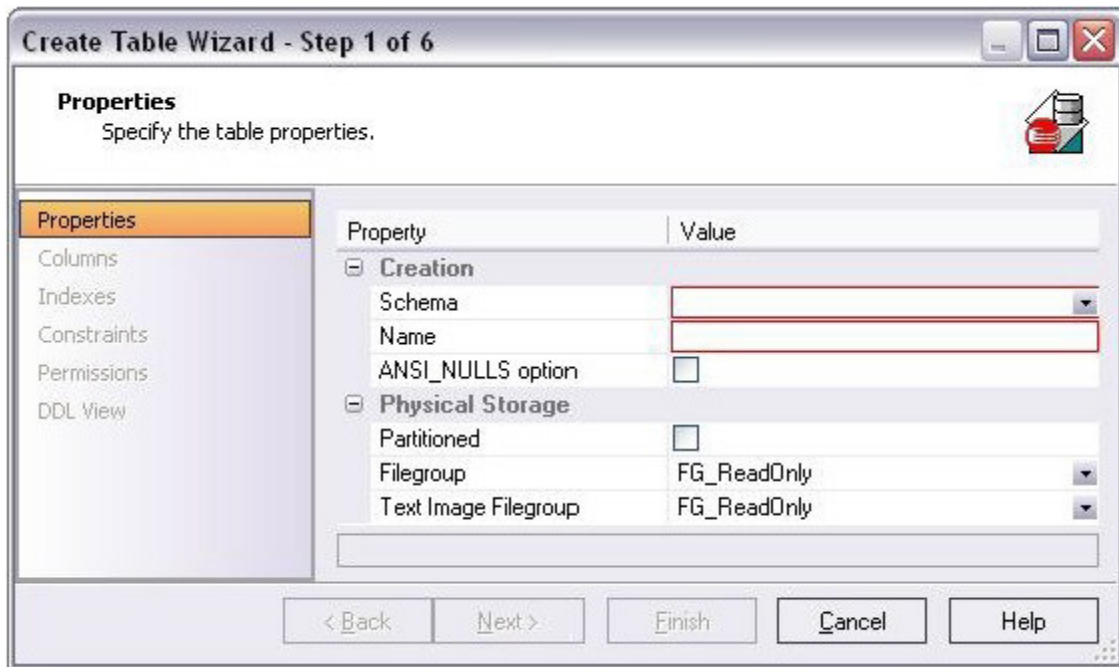 Create Table Wizard - Step 1 of 6
Properties
Specify the table properties.
Properties
Columns
Indexes
Constraints
Permissions
DDL View
Property Value
Creation
Schema
Name
ANSI_NULLS option
Physical Storage
Partitioned
Filegroup FG_ReadOnly
Text Image Filegroup FG_ReadOnly
< Back Next > Finish Cancel Help